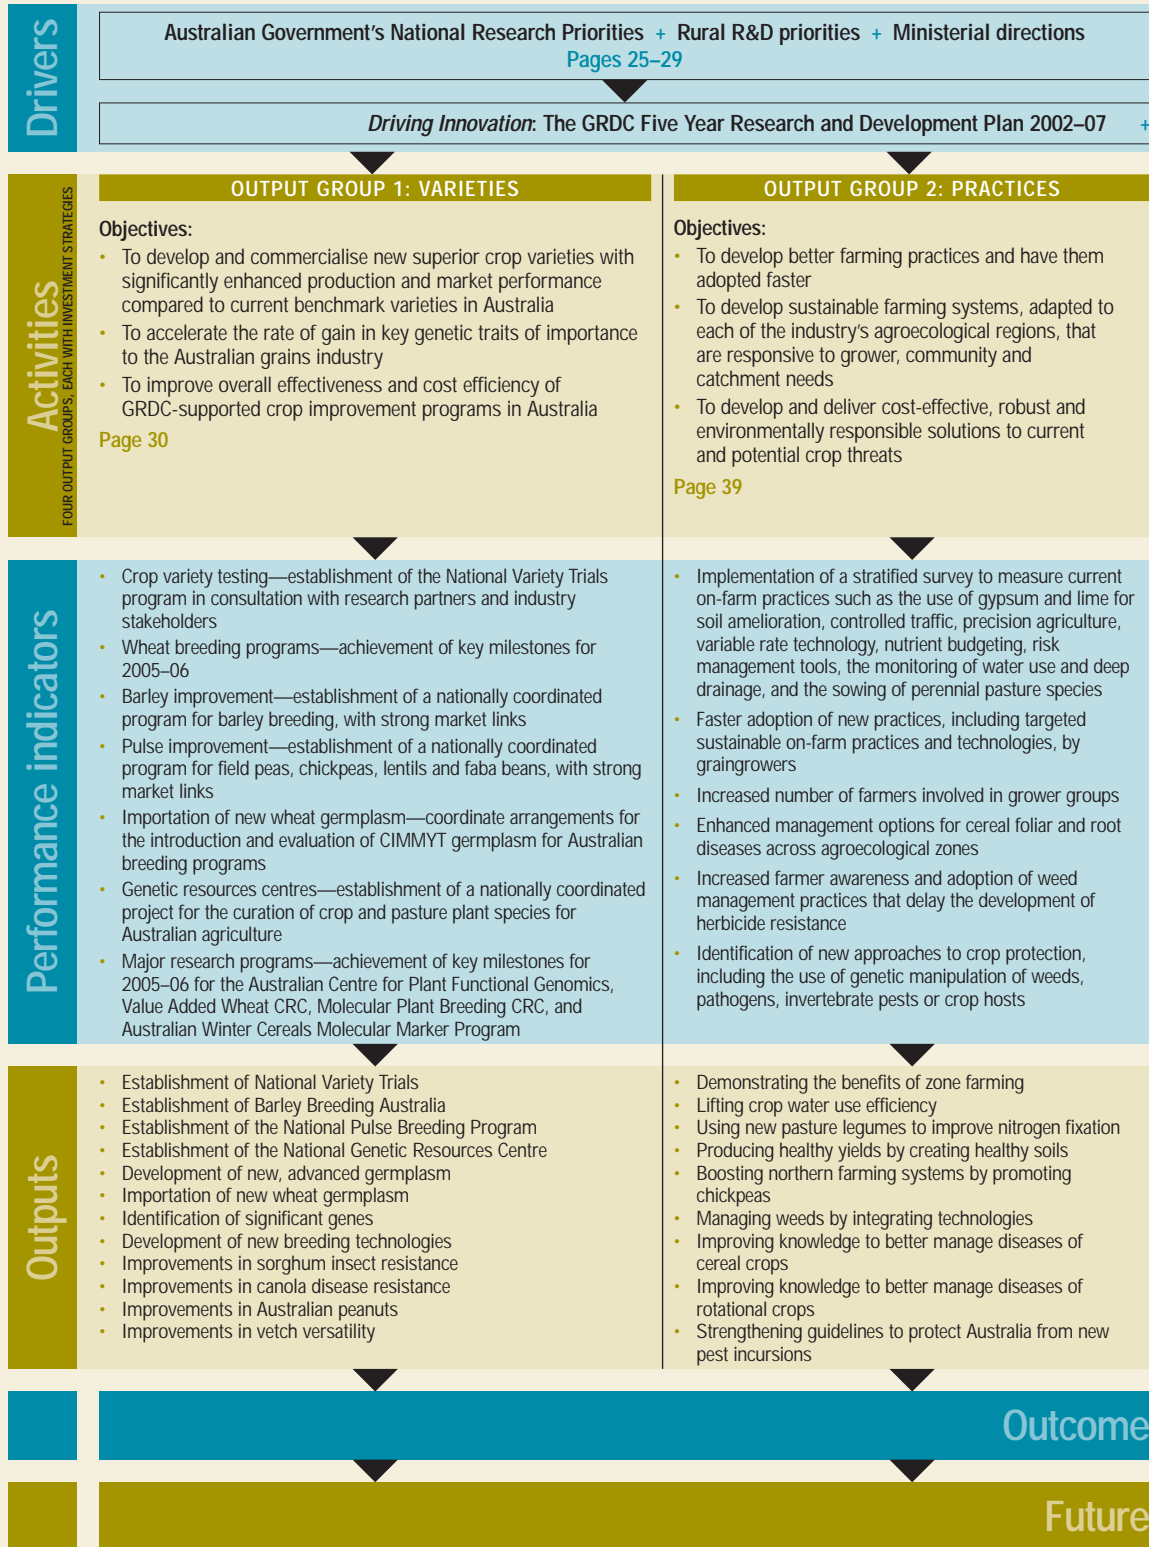 Drivers
Australian Government's National Research Priorities + Rural R&D priorities + Ministerial directions
Pages 25–29
Driving Innovation: The GRDC Five Year Research and Development Plan 2002–07 +
Activities
FOUR OUTPUT GROUPS, EACH WITH INVESTMENT STRATEGIES
OUTPUT GROUP 1: VARIETIES
Objectives:
• To develop and commercialise new superior crop varieties with
significantly enhanced production and market performance
compared to current benchmark varieties in Australia
• To accelerate the rate of gain in key genetic traits of importance
to the Australian grains industry
• To improve overall effectiveness and cost efficiency of
GRDC-supported crop improvement programs in Australia
Page 30
OUTPUT GROUP 2: PRACTICES
Objectives:
• To develop better farming practices and have them
adopted faster
• To develop sustainable farming systems, adapted to
each of the industry's agroecological regions, that
are responsive to grower, community and
catchment needs
• To develop and deliver cost-effective, robust and
environmentally responsible solutions to current
and potential crop threats
Page 39
Performance indicators
• Crop variety testing—establishment of the National Variety Trials
program in consultation with research partners and industry
stakeholders
• Wheat breeding programs—achievement of key milestones for
2005–06
• Barley improvement—establishment of a nationally coordinated
program for barley breeding, with strong market links
• Pulse improvement—establishment of a nationally coordinated
program for field peas, chickpeas, lentils and faba beans, with strong
market links
• Importation of new wheat germplasm—coordinate arrangements for
the introduction and evaluation of CIMMYT germplasm for Australian
breeding programs
• Genetic resources centres—establishment of a nationally coordinated
project for the curation of crop and pasture plant species for
Australian agriculture
• Major research programs—achievement of key milestones for
2005–06 for the Australian Centre for Plant Functional Genomics,
Value Added Wheat CRC, Molecular Plant Breeding CRC, and
Australian Winter Cereals Molecular Marker Program
• Implementation of a stratified survey to measure current
on-farm practices such as the use of gypsum and lime for
soil amelioration, controlled traffic, precision agriculture,
variable rate technology, nutrient budgeting, risk
management tools, the monitoring of water use and deep
drainage, and the sowing of perennial pasture species
• Faster adoption of new practices, including targeted
sustainable on-farm practices and technologies, by
graingrowers
• Increased number of farmers involved in grower groups
• Enhanced management options for cereal foliar and root
diseases across agroecological zones
• Increased farmer awareness and adoption of weed
management practices that delay the development of
herbicide resistance
• Identification of new approaches to crop protection,
including the use of genetic manipulation of weeds,
pathogens, invertebrate pests or crop hosts
Outputs
• Establishment of National Variety Trials
• Establishment of Barley Breeding Australia
• Establishment of the National Pulse Breeding Program
• Establishment of the National Genetic Resources Centre
• Development of new, advanced germplasm
• Importation of new wheat germplasm
• Identification of significant genes
• Development of new breeding technologies
• Improvements in sorghum insect resistance
• Improvements in canola disease resistance
• Improvements in Australian peanuts
• Improvements in vetch versatility
• Demonstrating the benefits of zone farming
• Lifting crop water use efficiency
• Using new pasture legumes to improve nitrogen fixation
• Producing healthy yields by creating healthy soils
• Boosting northern farming systems by promoting
chickpeas
• Managing weeds by integrating technologies
• Improving knowledge to better manage diseases of
cereal crops
• Improving knowledge to better manage diseases of
rotational crops
• Strengthening guidelines to protect Australia from new
pest incursions
Outcome
Future